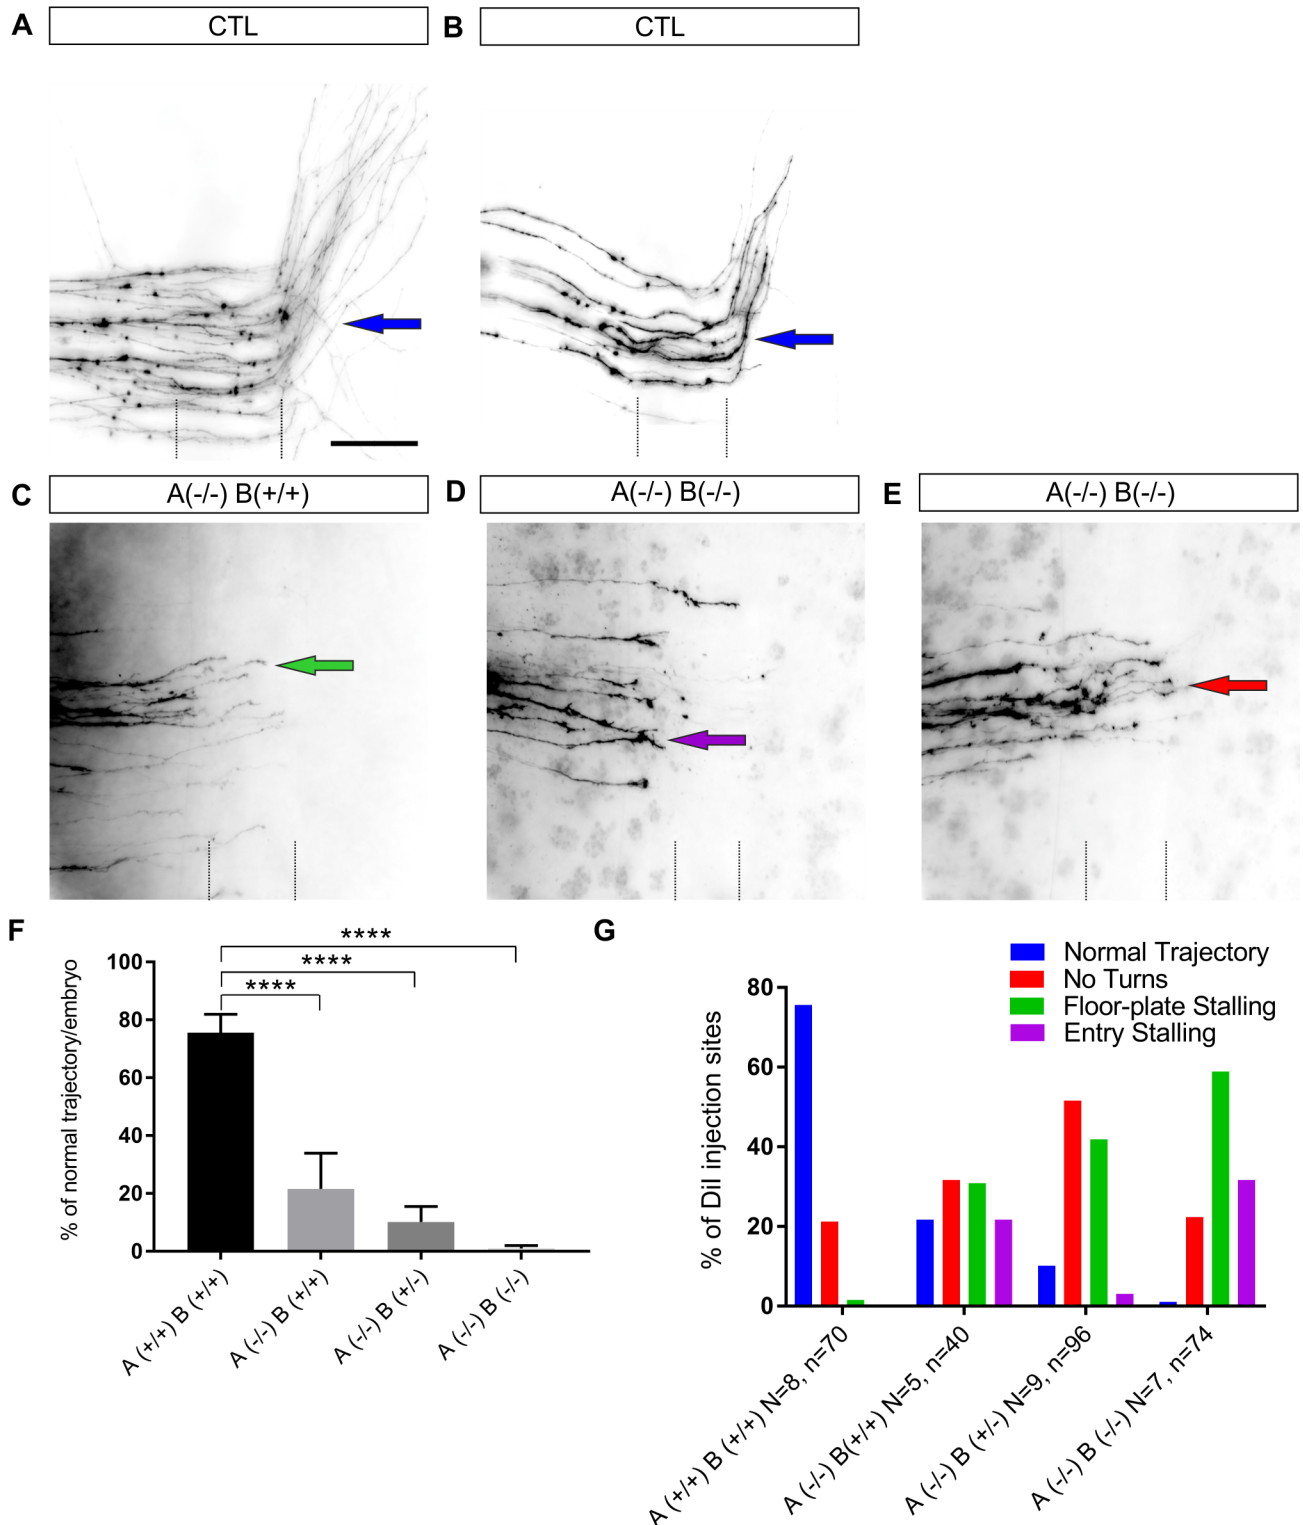 A CTL B CTL
C A(-/-) B(+/+) D A(-/-) B(-/-) E A(-/-) B(-/-)
F
% of normal trajectory/embryo
100
80
60
40
20
0
****
****
****
A (+/+) B (+/+)
A (-/-) B (+/+)
A (-/-) B (+/-)
A (-/-) B (-/-)
G
Normal Trajectory
No Turns
Floor-plate Stalling
Entry Stalling
% of DiI injection sites
80
60
40
20
0
A (+/+) B (+/+) N=8, n=70
A (-/-) B(+/+) N=5, n=40
A (-/-) B (+/-) N=9, n=96
A (-/-) B (-/-) N=7, n=74